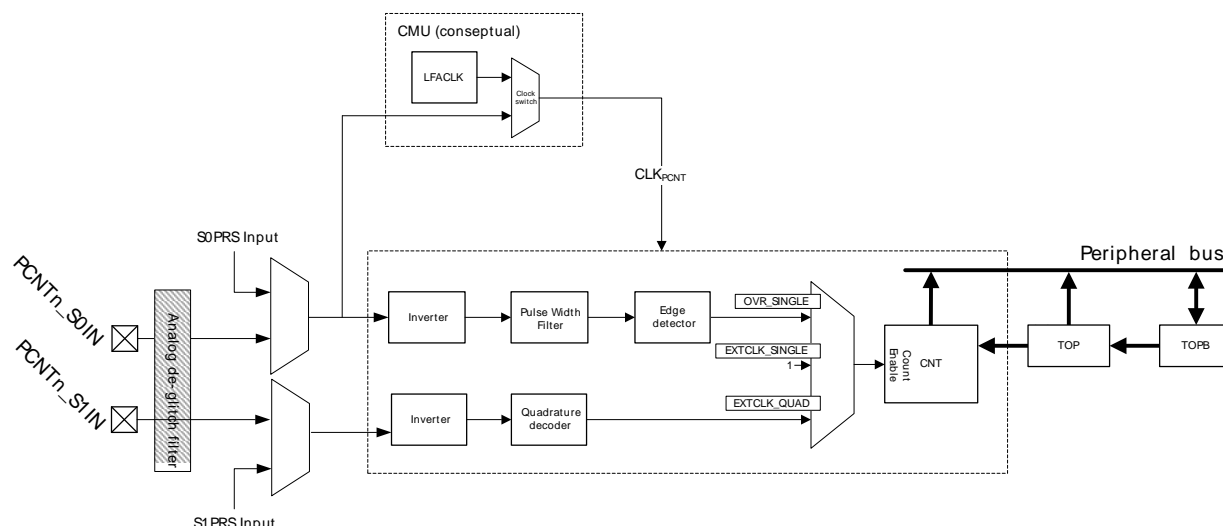 CMU (conseptual)
LFACLK
Clock
switch
CLKPCNT
S0PRS Input
Peripheral bus
PCNTn_S0IN
PCNTn_S1IN
Analog de-glitch filter
Inverter
Pulse Width
Filter
Edge
detector
OVR_SINGLE
EXTCLK_SINGLE
1
EXTCLK_QUAD
Count
Enable
CNT
TOP
TOPB
Inverter
Quadrature
decoder
S1PRS Input